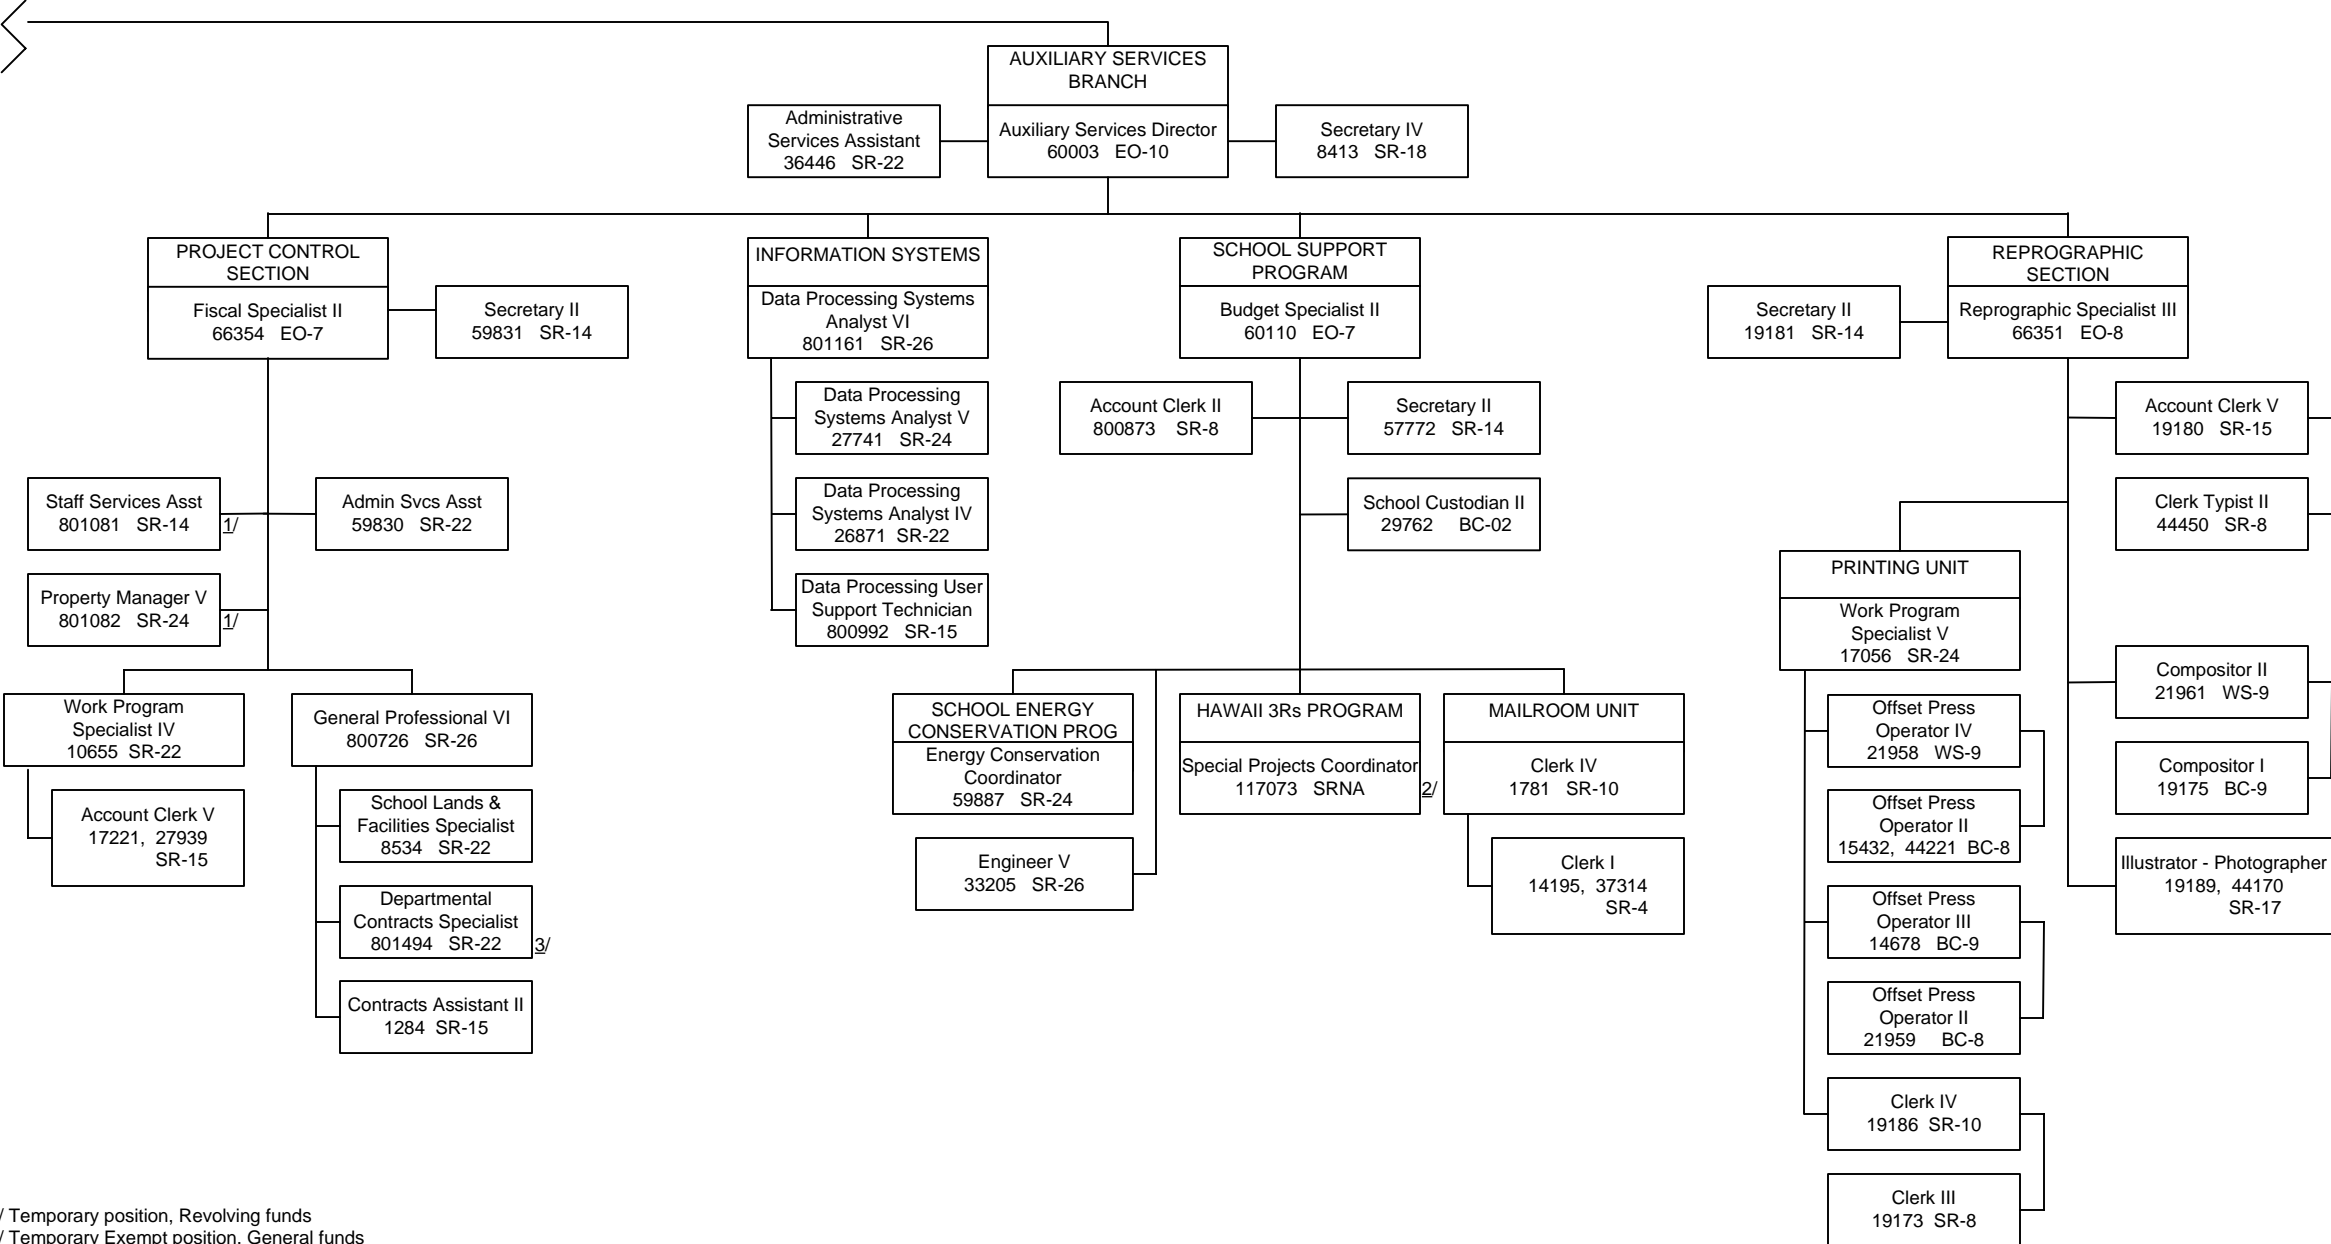 AUXILIARY SERVICES
BRANCH
Auxiliary Services Director
60003 EO-10
Administrative
Services Assistant
36446 SR-22
Secretary IV
8413 SR-18
PROJECT CONTROL
SECTION
Fiscal Specialist II
66354 EO-7
Secretary II
59831 SR-14
Staff Services Asst
801081 SR-14
1/
Admin Svcs Asst
59830 SR-22
Property Manager V
801082 SR-24
1/
Work Program
Specialist IV
10655 SR-22
Account Clerk V
17221, 27939
SR-15
General Professional VI
800726 SR-26
School Lands &
Facilities Specialist
8534 SR-22
Departmental
Contracts Specialist
801494 SR-22
3/
Contracts Assistant II
1284 SR-15
INFORMATION SYSTEMS
Data Processing Systems
Analyst VI
801161 SR-26
Data Processing
Systems Analyst V
27741 SR-24
Data Processing
Systems Analyst IV
26871 SR-22
Data Processing User
Support Technician
800992 SR-15
SCHOOL SUPPORT
PROGRAM
Budget Specialist II
60110 EO-7
Account Clerk II
800873 SR-8
Secretary II
57772 SR-14
School Custodian II
29762 BC-02
SCHOOL ENERGY
CONSERVATION PROG
Energy Conservation
Coordinator
59887 SR-24
Engineer V
33205 SR-26
HAWAII 3Rs PROGRAM
Special Projects Coordinator
117073 SRNA
2/
MAILROOM UNIT
Clerk IV
1781 SR-10
Clerk I
14195, 37314
SR-4
REPROGRAPHIC
SECTION
Reprographic Specialist III
66351 EO-8
Secretary II
19181 SR-14
Account Clerk V
19180 SR-15
Clerk Typist II
44450 SR-8
PRINTING UNIT
Work Program
Specialist V
17056 SR-24
Offset Press
Operator IV
21958 WS-9
Offset Press
Operator II
15432, 44221 BC-8
Offset Press
Operator III
14678 BC-9
Offset Press
Operator II
21959 BC-8
Clerk IV
19186 SR-10
Clerk III
19173 SR-8
Compositor II
21961 WS-9
Compositor I
19175 BC-9
Illustrator - Photographer
19189, 44170
SR-17
/ Temporary position, Revolving funds
/ Temporary Exempt position, General funds